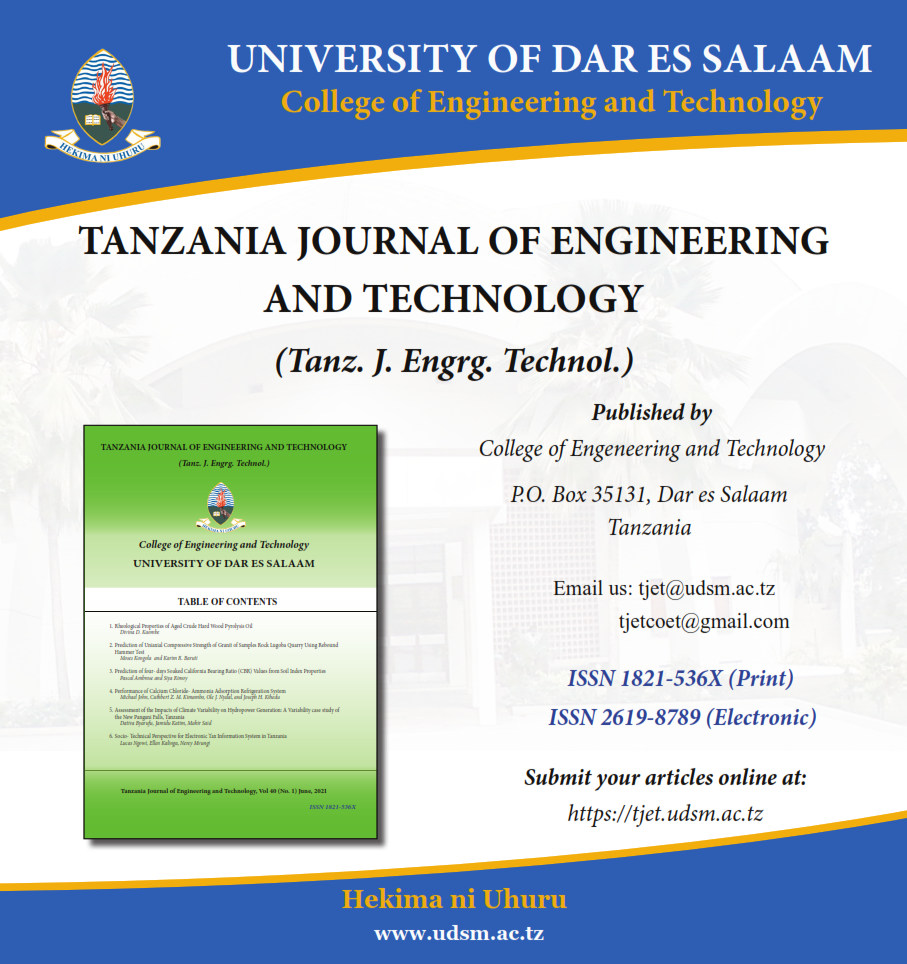 UNIVERSITY OF DAR ES SALAAM
College of Engineering and Technology
HEKIMA NI UHURU
TANZANIA JOURNAL OF ENGINEERING
AND TECHNOLOGY
(Tanz. J. Engrg. Technol.)
TANZANIA JOURNAL OF ENGINEERING AND TECHNOLOGY
(Tanz. J. Engrg. Technol.)
HEKIMA NI UHURU
College of Engineering and Technology
UNIVERSITY OF DAR ES SALAAM
TABLE OF CONTENTS
1. Rheological Properties of Aged Crude Hard Wood Pyrolysis Oil
Divina D. Kaombe
2. Prediction of Uniaxial Compressive Strength of Granit of Samples Rock Lugoba Quarry Using Rebound
Hammer Test
Moses Kongola and Karim R. Baruti
3. Prediction of four- days Soaked California Bearing Ratio (CBR) Values from Soil Index Properties
Pascal Ambrose and Siya Rimoy
4. Performance of Calcium Chloride- Ammonia Adsorption Refrigeration System
Michael John, Cuthbert Z. M. Kimambo, Ole J. Nydal, and Joseph H. Kihedu
5. Assessment of the Impacts of Climate Variability on Hydropower Generation: A Variability case study of
the New Pangani Falls, Tanzania
Dativa Byarufu, Jamida Katim, Mahir Said
6. Socio- Technical Perspective for Electronic Tax Information System in Tanzania
Lucas Ngowi, Ellen Kalinga, Nerey Mvungi
Tanzania Journal of Engineering and Technology, Vol 40 (No. 1) June, 2021
ISSN 1821-536X
Published by
College of Engeneering and Technology
P.O. Box 35131, Dar es Salaam
Tanzania
Email us: tjet@udsm.ac.tz
tjetcoet@gmail.com
ISSN 1821-536X (Print)
ISSN 2619-8789 (Electronic)
Submit your articles online at:
https://tjet.udsm.ac.tz
Hekima ni Uhuru
www.udsm.ac.tz